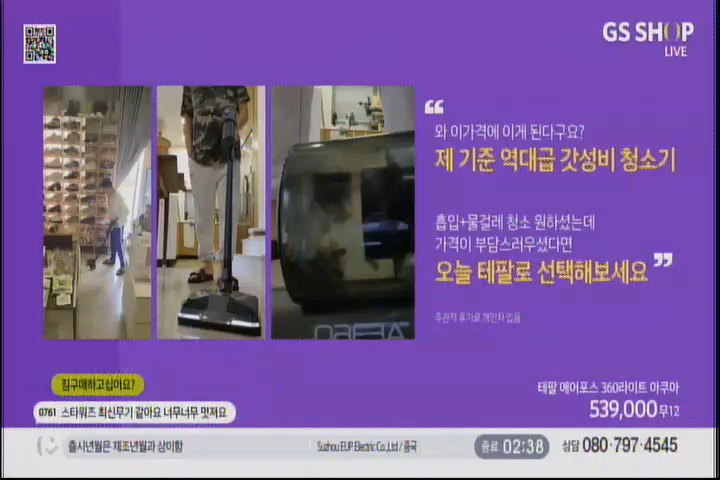 GS SHOP
LIVE
“
와 이가격에 이게 된다구요?
제 기준 역대급 갓성비 청소기
흡입+물걸레 청소 원하셨는데
가격이 부담스러우셨다면
오늘 테팔로 선택해보세요
”
주관적 후기로 개인차 있음
집구매하고십아요?
0761 스타워즈 최신무기 같아요 너무너무 멋져요
테팔 에어포스 360라이트 아쿠아
539,000무12
출시년월은 제조년월과 상이함
Suzhou EUP Electric Co.,Ltd / 중국
종료 02:38
상담 080·797·4545